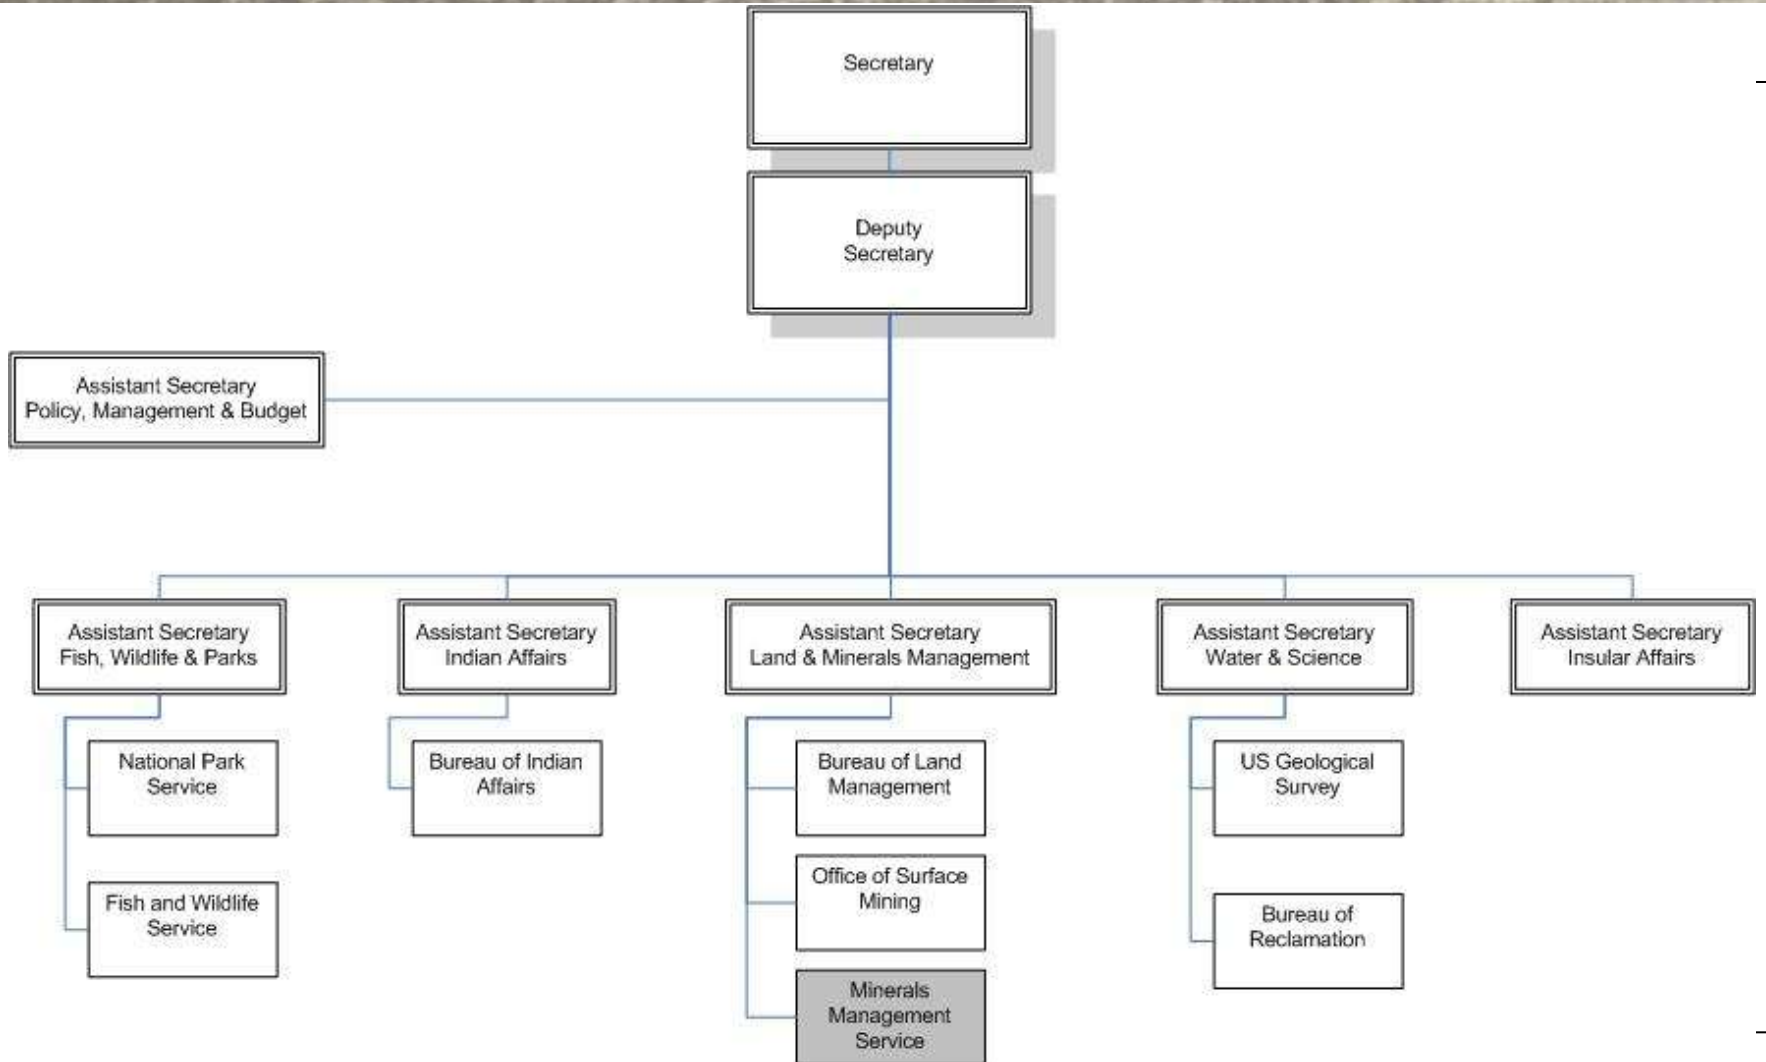 Secretary
Deputy
Secretary
Assistant Secretary
Policy, Management & Budget
Assistant Secretary
Fish, Wildlife & Parks
Assistant Secretary
Indian Affairs
Assistant Secretary
Land & Minerals Management
Assistant Secretary
Water & Science
Assistant Secretary
Insular Affairs
National Park
Service
Fish and Wildlife
Service
Bureau of Indian
Affairs
Bureau of Land
Management
Office of Surface
Mining
Minerals
Management
Service
US Geological
Survey
Bureau of
Reclamation